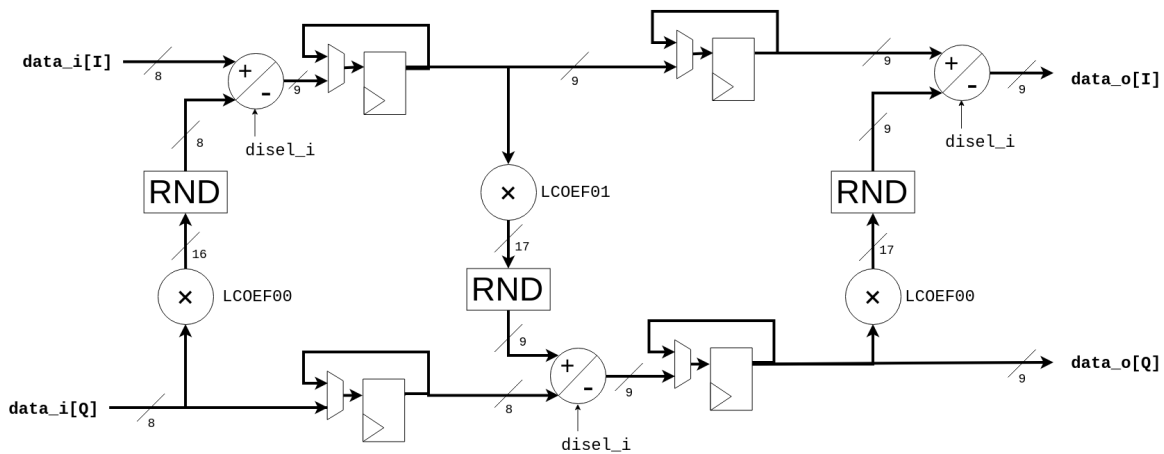 data_i[I]
8
+
-
9
disel_i
9
9
+
-
9
data_o[I]
disel_i
8
RND
16
×
LCOEF00
×
LCOEF01
17
RND
9
9
RND
17
×
LCOEF00
data_i[Q]
8
8
+
-
9
disel_i
9
data_o[Q]